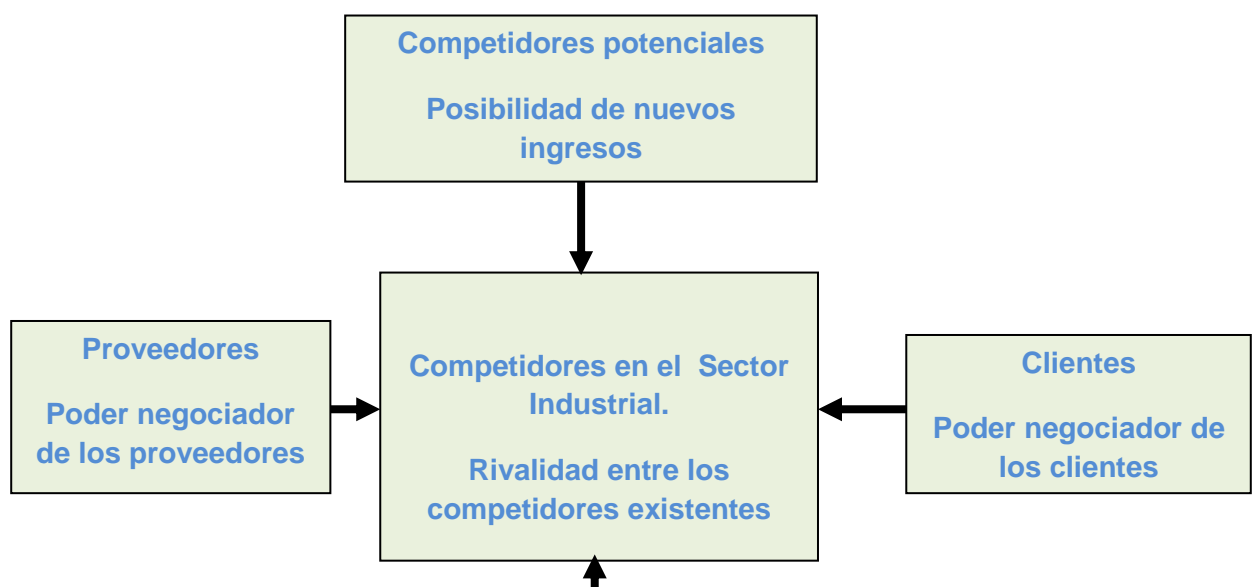 Competidores potenciales
Posibilidad de nuevos
ingresos
Proveedores
Poder negociador
de los proveedores
Competidores en el  Sector
Industrial.
Rivalidad entre los
competidores existentes
Clientes
Poder negociador de
los clientes